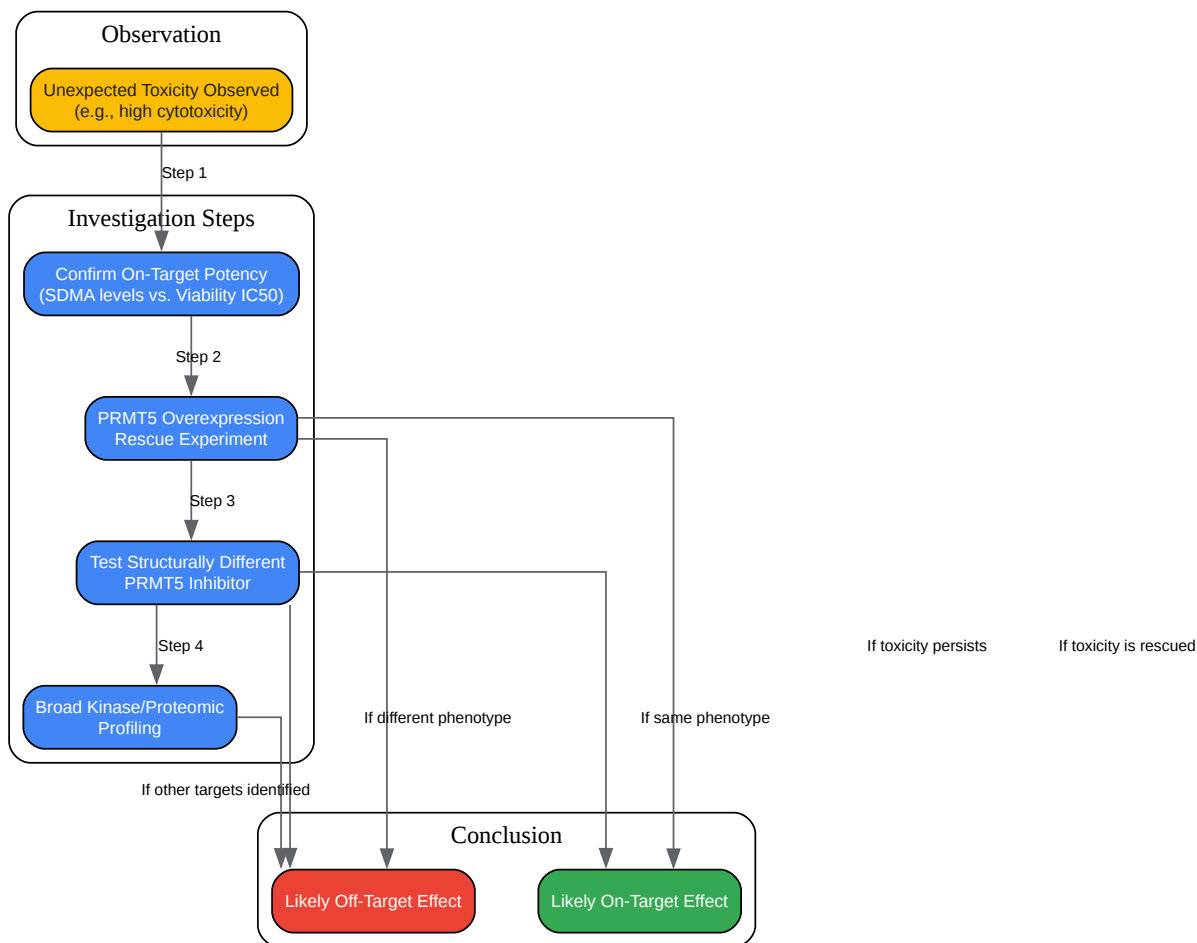 Observation
Unexpected Toxicity Observed
(e.g., high cytotoxicity)
Step 1
Investigation Steps
Confirm On-Target Potency
(SDMA levels vs. Viability IC50)
Step 2
PRMT5 Overexpression
Rescue Experiment
Step 3
Test Structurally Different
PRMT5 Inhibitor
Step 4
If toxicity persists
If toxicity is rescued
Broad Kinase/Proteomic
Profiling
If different phenotype
If same phenotype
If other targets identified
Conclusion
Likely Off-Target Effect
Likely On-Target Effect